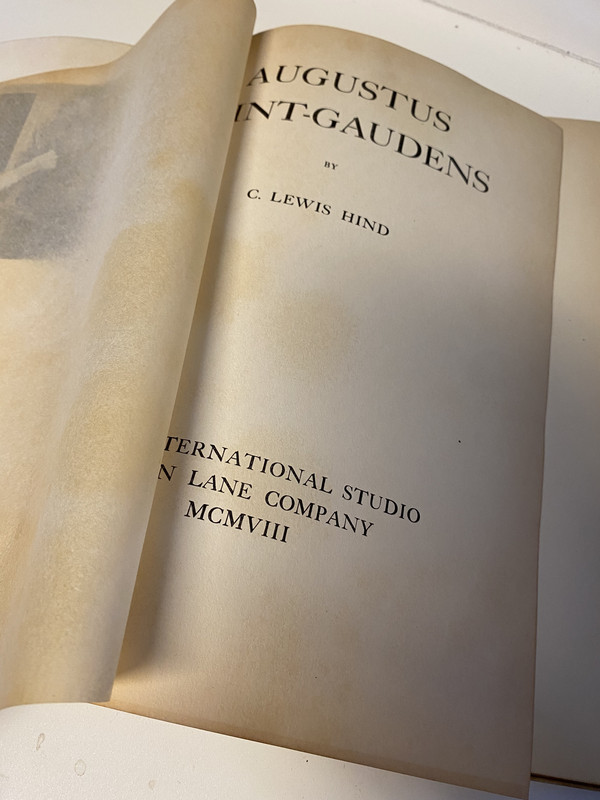 AUGUSTUS
INT-GAUDENS
BY
C. LEWIS HIND
TERNATIONAL STUDIO
N LANE COMPANY
MCMVIII